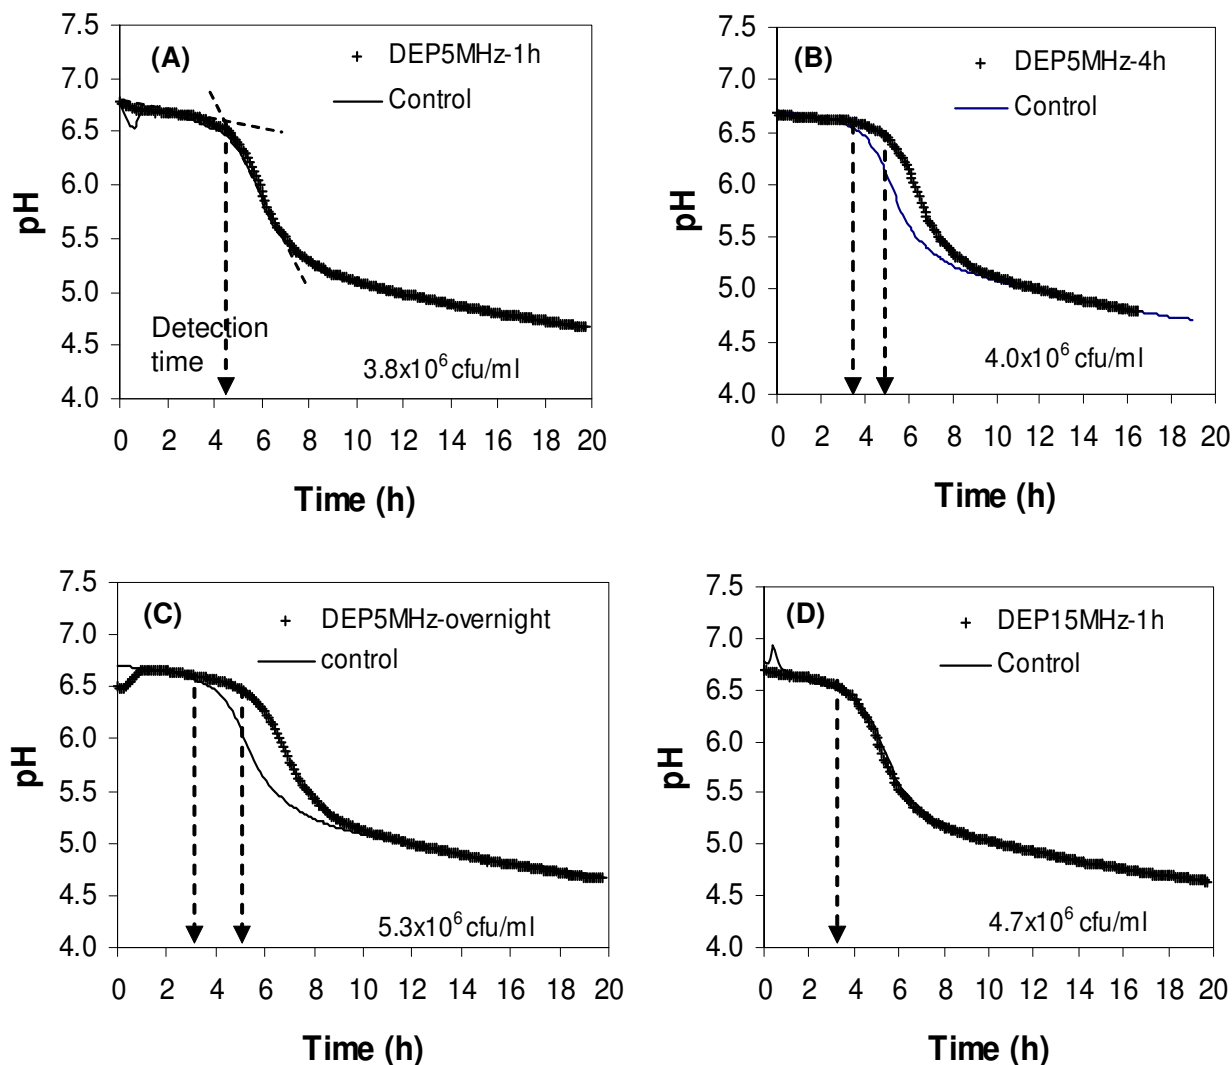 7.5
7.0
6.5
6.0
5.5
5.0
4.5
4.0
pH
(A)
DEP5MHz-1h
Control
Detection
time
3.8x10⁶ cfu/ml
0 2 4 6 8 10 12 14 16 18 20
Time (h)
7.5
7.0
6.5
6.0
5.5
5.0
4.5
4.0
pH
(B)
DEP5MHz-4h
Control
4.0x10⁶ cfu/ml
0 2 4 6 8 10 12 14 16 18 20
Time (h)
7.5
7.0
6.5
6.0
5.5
5.0
4.5
4.0
pH
(C)
DEP5MHz-overnight
control
5.3x10⁶ cfu/ml
0 2 4 6 8 10 12 14 16 18 20
Time (h)
7.5
7.0
6.5
6.0
5.5
5.0
4.5
4.0
pH
(D)
DEP15MHz-1h
Control
4.7x10⁶ cfu/ml
0 2 4 6 8 10 12 14 16 18 20
Time (h)